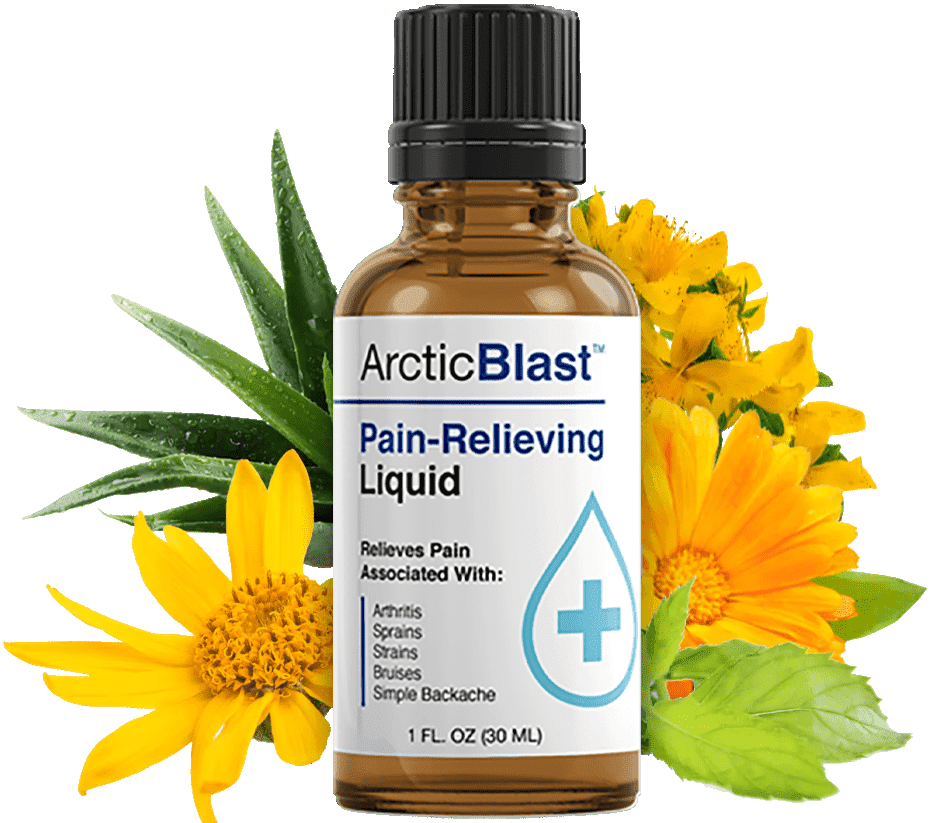 ArcticBlast™
Pain-Relieving
Liquid
Relieves Pain
Associated With:
Arthritis
Sprains
Strains
Bruises
Simple Backache
1 FL. OZ (30 ML)